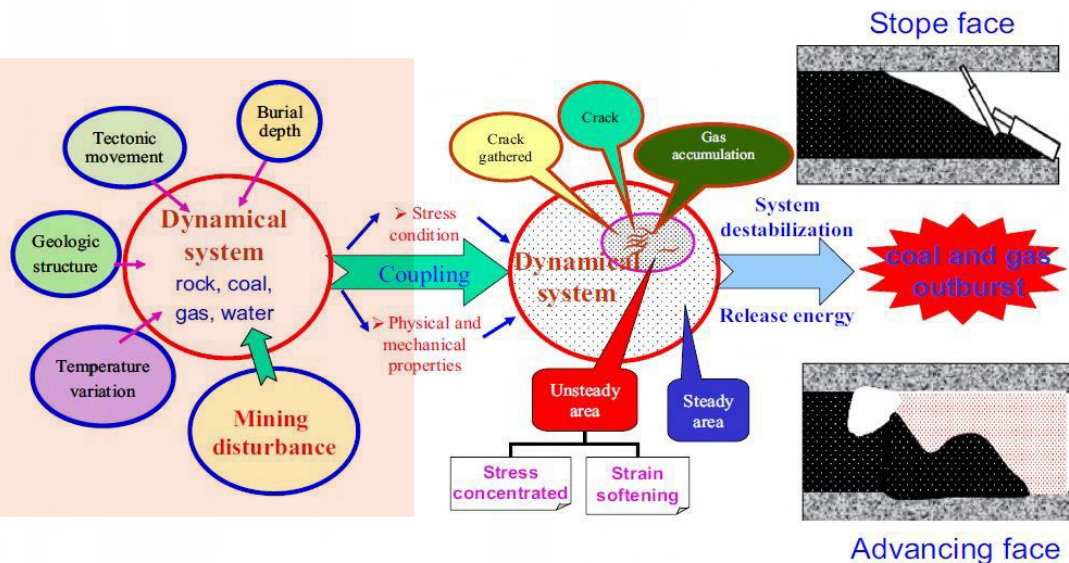 Stope face
Burial
depth
Tectonic
movement
Geologic
structure
Temperature
variation
Mining
disturbance
Dynamical
system
rock, coal,
gas, water
➢ Stress
condition
Coupling
➢ Physical and
mechanical
properties
Crack
gathered
Crack
Gas
accumulation
Dynamical
system
Unsteady
area
Steady
area
Stress
concentrated
Strain
softening
System
destabilization
Release energy
coal and gas
outburst
Advancing face